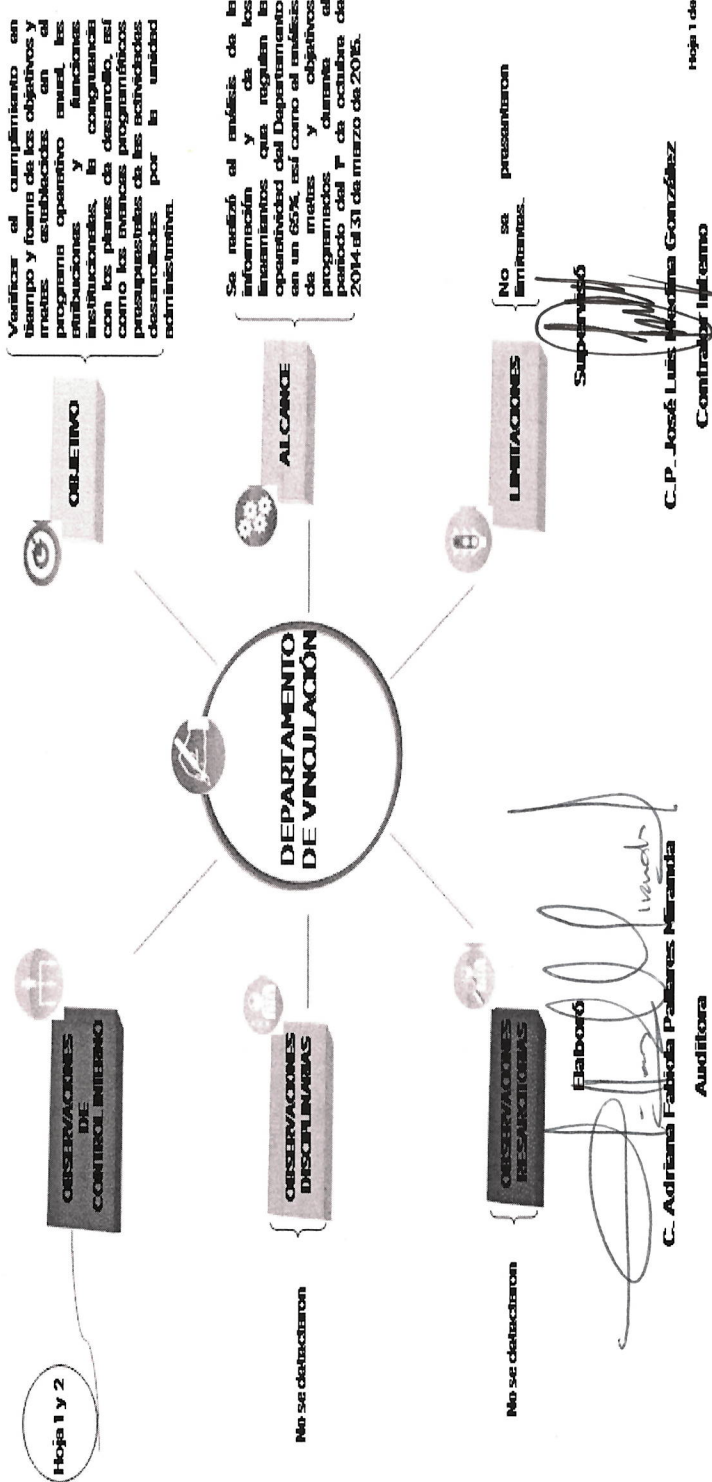 Hoja 1 y 2
OBSERVACIONES
DE
CONTROL INTERNO
No se detectaron
OBSERVACIONES
DISCIPLINARIAS
No se detectaron
OBSERVACIONES
RESARCITORIAS
DEPARTAMENTO
DE VINCULACIÓN
OBJETIVO
Verificar el cumplimiento en
tiempo y forma de los objetivos y
metas establecidas en el
programa operativo anual, las
atribuciones y funciones
institucionales, la congruencia
con los planes de desarrollo, así
como los avances programáticos
presupuestales de las actividades
desarrolladas por la unidad
administrativa.
ALCANCE
Se realizó el análisis de la
información y de los
lineamientos que regulan la
operatividad del Departamento
en un 65%, así como el análisis
de metas y objetivos
programados durante el
periodo del 1° de octubre de
2014 al 31 de marzo de 2015.
LIMITACIONES
No se presentaron
limitantes.
Elaboró
C. Adriana Fabiola Pallares Miranda
Auditora
Supervisó
C.P. José Luis Medina González
Contralor Interno
Hoja 1 de